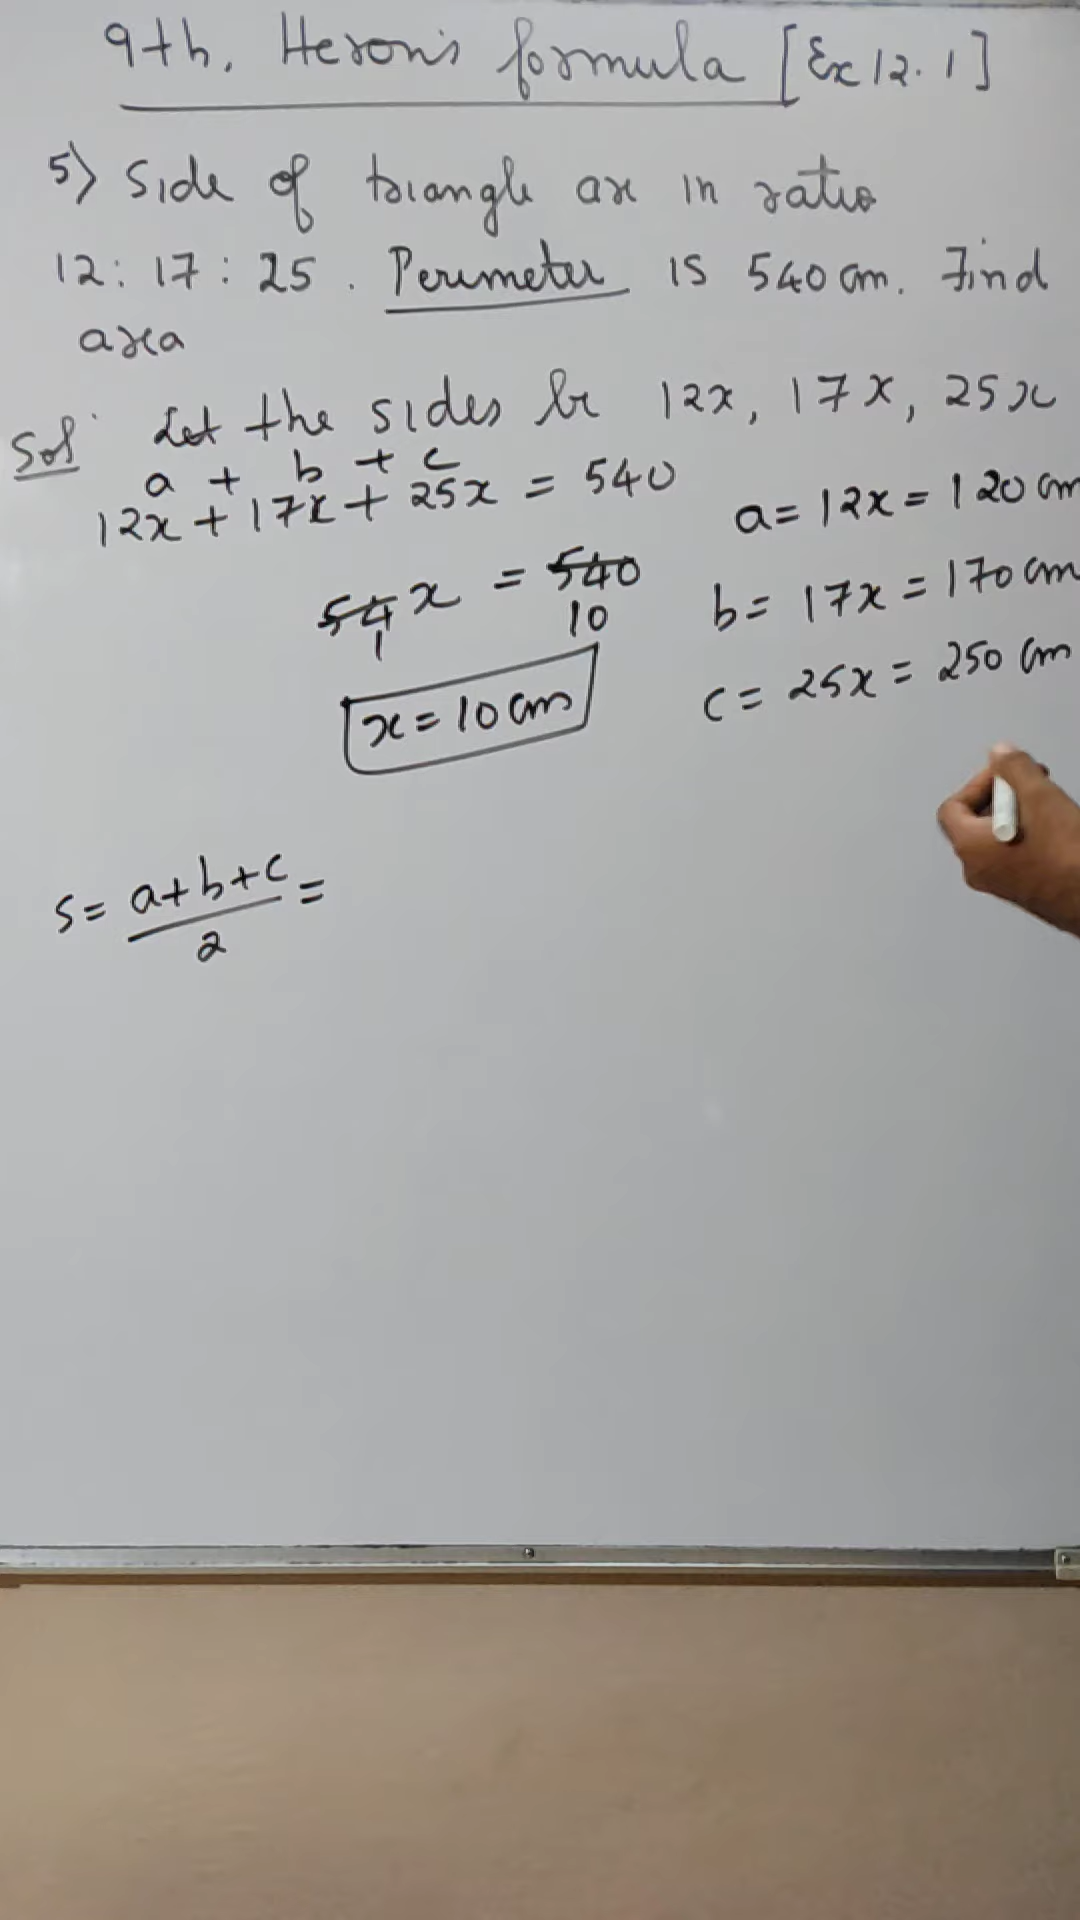 9th. Heron's formula [Ex 12.1]
5) Side of triangle are in ratio
12 : 17 : 25 . Perimeter is 540 cm. Find
area
Sol Let the sides be 12x, 17x, 25x
a + b + c
12x + 17x + 25x = 540
54x = 540
1 10
x = 10 cm
a = 12x = 120 cm
b = 17x = 170 cm
c = 25x = 250 cm
s = a+b+c =
2